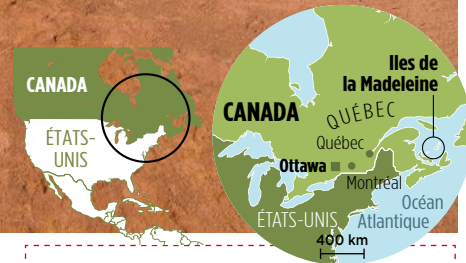 CANADA
ÉTATS-
UNIS
Iles de
la Madeleine
CANADA
QUÉBEC
Québec
Ottawa
Montréal
Océan
Atlantique
ÉTATS-UNIS
400 km